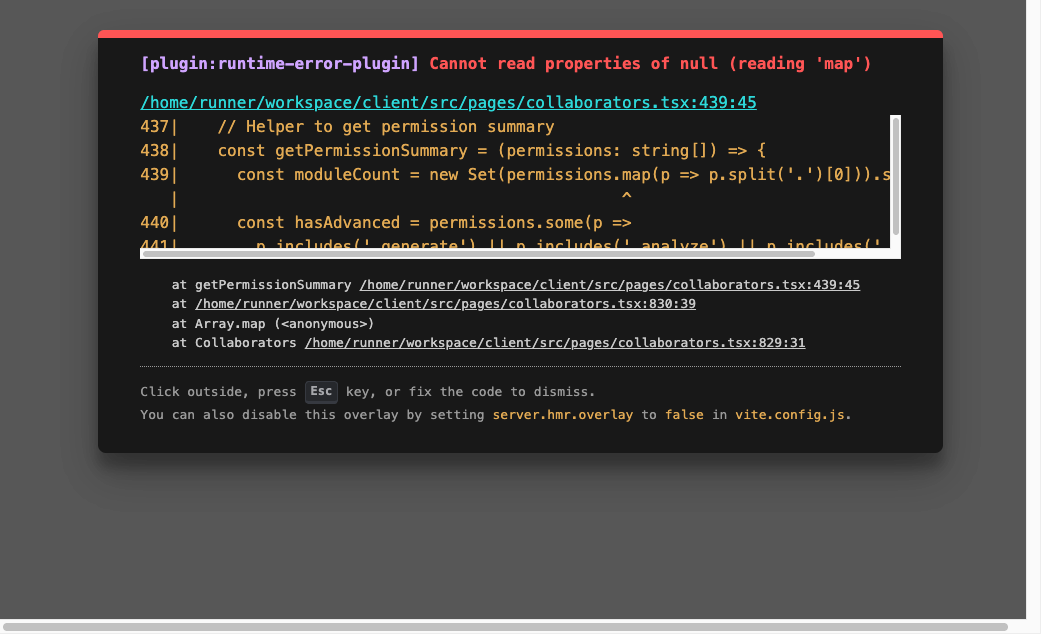 [plugin:runtime-error-plugin] Cannot read properties of null (reading 'map')
/home/runner/workspace/client/src/pages/collaborators.tsx:439:45
437|    // Helper to get permission summary
438|    const getPermissionSummary = (permissions: string[]) => {
439|      const moduleCount = new Set(permissions.map(p => p.split('.')[0])).s
   |                                              ^
440|      const hasAdvanced = permissions.some(p =>
441|        p.includes('.generate') || p.includes('.analyze') || p.includes('.
at getPermissionSummary /home/runner/workspace/client/src/pages/collaborators.tsx:439:45
at /home/runner/workspace/client/src/pages/collaborators.tsx:830:39
at Array.map (<anonymous>)
at Collaborators /home/runner/workspace/client/src/pages/collaborators.tsx:829:31
Click outside, press Esc key, or fix the code to dismiss.
You can also disable this overlay by setting server.hmr.overlay to false in vite.config.js.